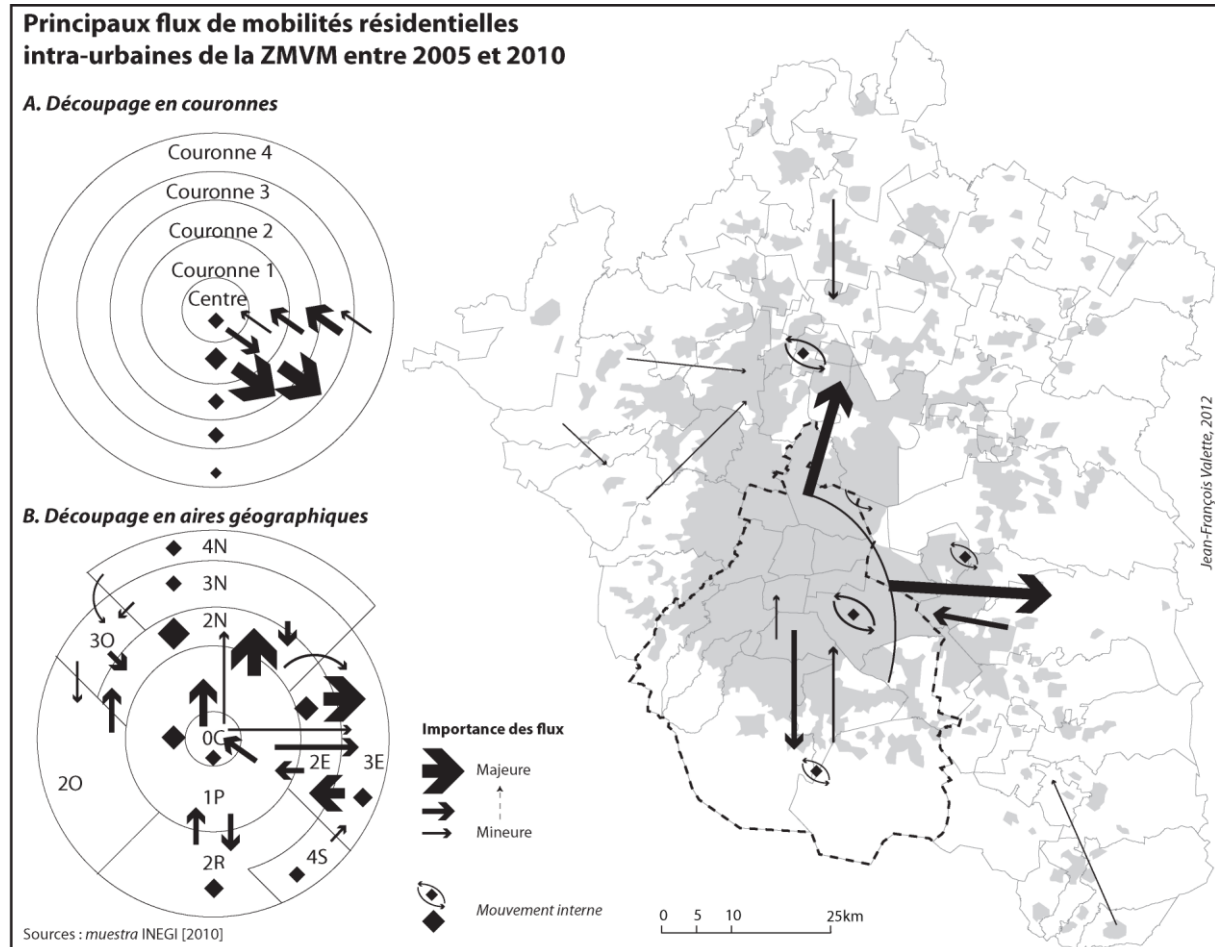 Principaux flux de mobilités résidentielles
intra-urbaines de la ZMVM entre 2005 et 2010
A. Découpage en couronnes
Couronne 4
Couronne 3
Couronne 2
Couronne 1
Centre
B. Découpage en aires géographiques
4N
3N
2N
3O
0C
2O
2E
3E
1P
2R
4S
Sources : muestra INEGI [2010]
Importance des flux
Majeure
Mineure
Mouvement interne
0 5 10 25km
Jean-François Valette, 2012